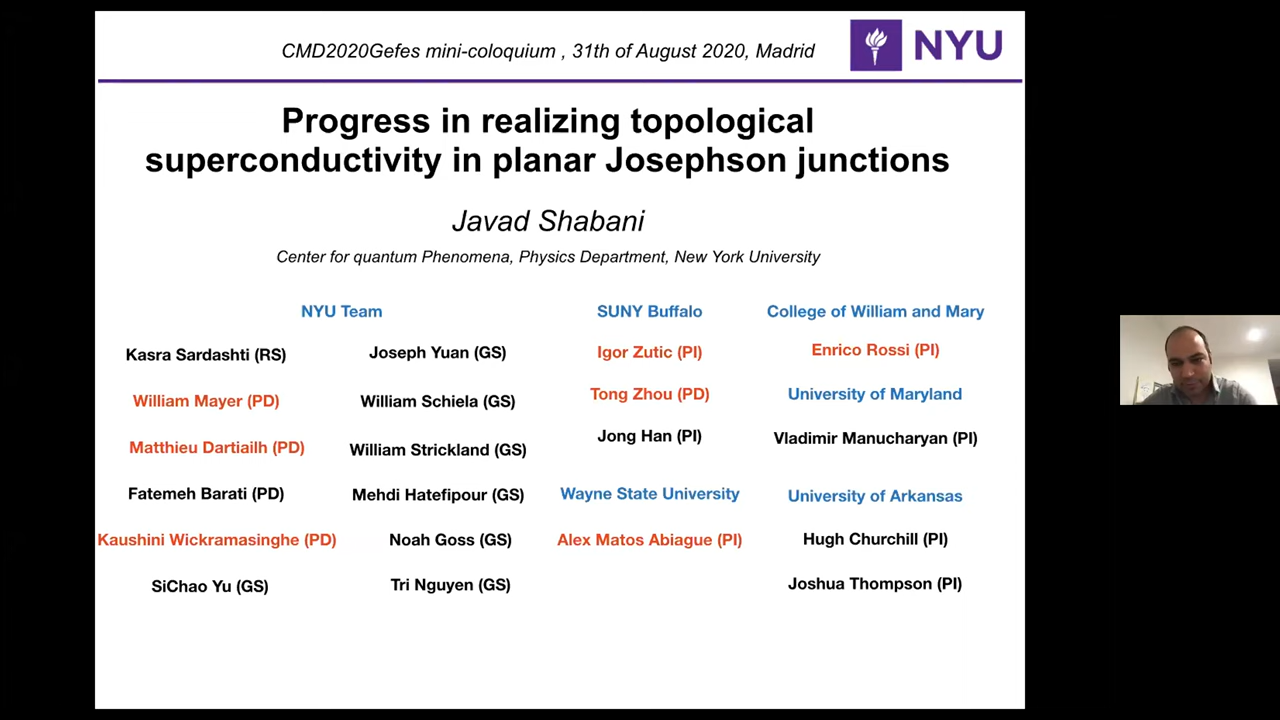 CMD2020Gefes mini-coloquium , 31th of August 2020, Madrid
NYU
Progress in realizing topological
superconductivity in planar Josephson junctions
Javad Shabani
Center for quantum Phenomena, Physics Department, New York University
NYU Team
Kasra Sardashti (RS)
William Mayer (PD)
Matthieu Dartiailh (PD)
Fatemeh Barati (PD)
Kaushini Wickramasinghe (PD)
SiChao Yu (GS)
Joseph Yuan (GS)
William Schiela (GS)
William Strickland (GS)
Mehdi Hatefipour (GS)
Noah Goss (GS)
Tri Nguyen (GS)
SUNY Buffalo
Igor Zutic (PI)
Tong Zhou (PD)
Jong Han (PI)
Wayne State University
Alex Matos Abiague (PI)
College of William and Mary
Enrico Rossi (PI)
University of Maryland
Vladimir Manucharyan (PI)
University of Arkansas
Hugh Churchill (PI)
Joshua Thompson (PI)